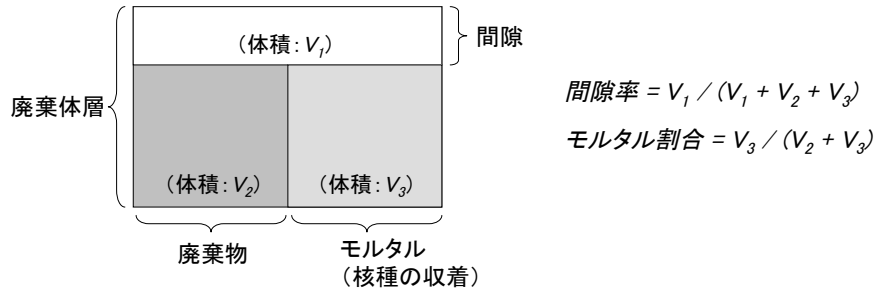 （体積：V₁）
間隙
廃棄体層
間隙率 = V₁ / (V₁ + V₂ + V₃)
モルタル割合 = V₃ / (V₂ + V₃)
（体積：V₂）
（体積：V₃）
廃棄物
モルタル
（核種の収着）